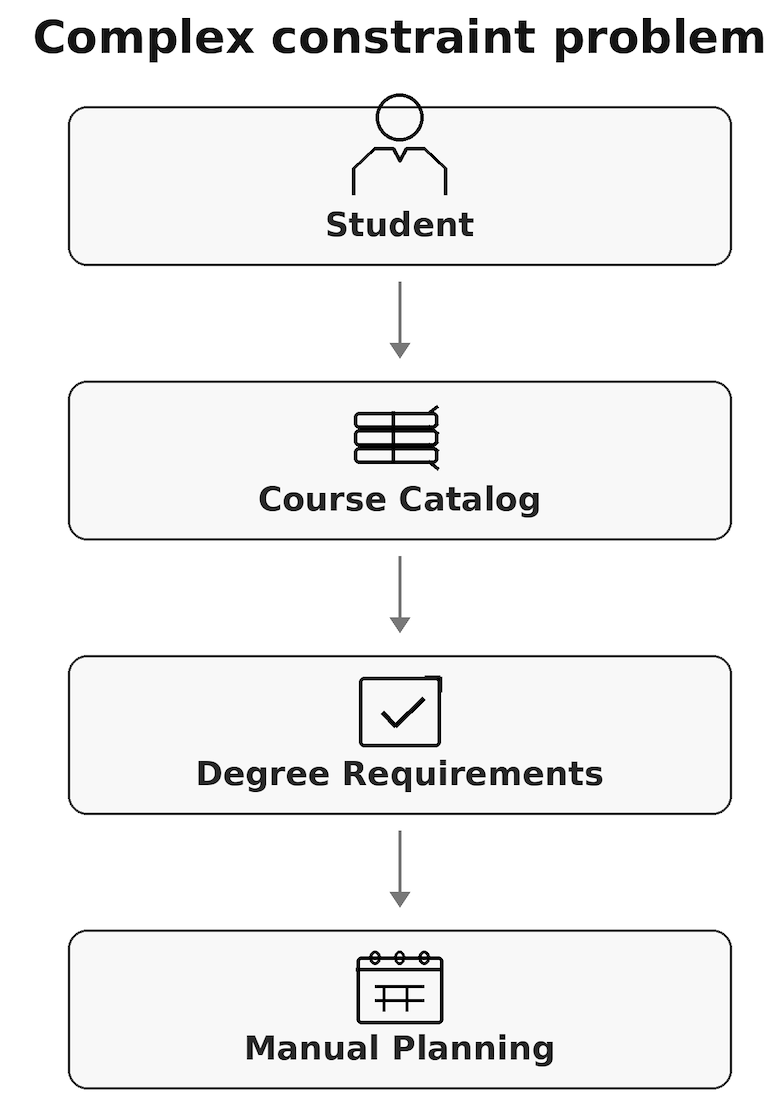 Complex constraint problem
Student
Course Catalog
Degree Requirements
Manual Planning